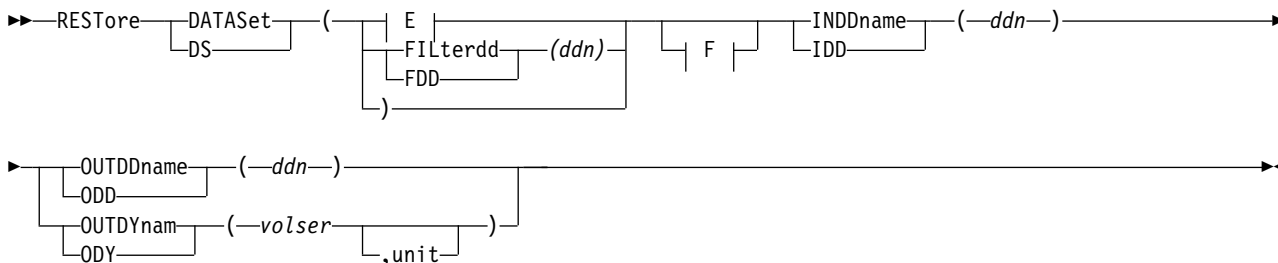 RESTore DATASet ( E INDDname ( ddn )
DS FILterdd (ddn) F IDD
FDD
)
OUTDDname ( ddn )
ODD
OUTDYnam ( volser )
ODY ,unit